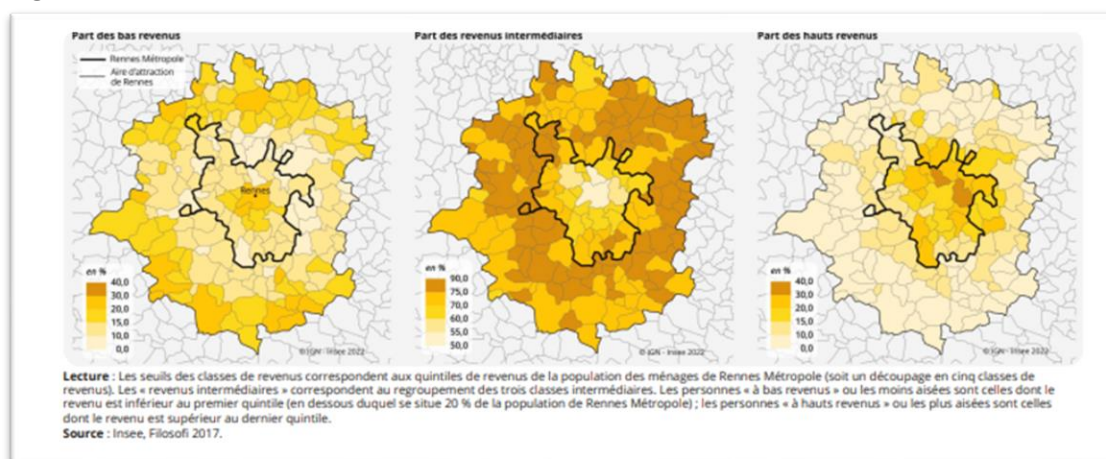 Part des bas revenus
Part des revenus intermédiaires
Part des hauts revenus
Rennes Métropole
Aire d'attraction
de Rennes
Rennes
en %
40,0
30,0
20,0
15,0
10,0
0,0
© IGN - Insee 2022
en %
90,0
75,0
70,0
60,0
55,0
50,0
© IGN - Insee 2022
en %
40,0
30,0
20,0
15,0
10,0
0,0
© IGN - Insee 2022
Lecture : Les seuils des classes de revenus correspondent aux quintiles de revenus de la population des ménages de Rennes Métropole (soit un découpage en cinq classes de
revenus). Les « revenus intermédiaires » correspondent au regroupement des trois classes intermédiaires. Les personnes « à bas revenus » ou les moins aisées sont celles dont le
revenu est inférieur au premier quintile (en dessous duquel se situe 20 % de la population de Rennes Métropole) ; les personnes « à hauts revenus » ou les plus aisées sont celles
dont le revenu est supérieur au dernier quintile.
Source : Insee, Filosofi 2017.